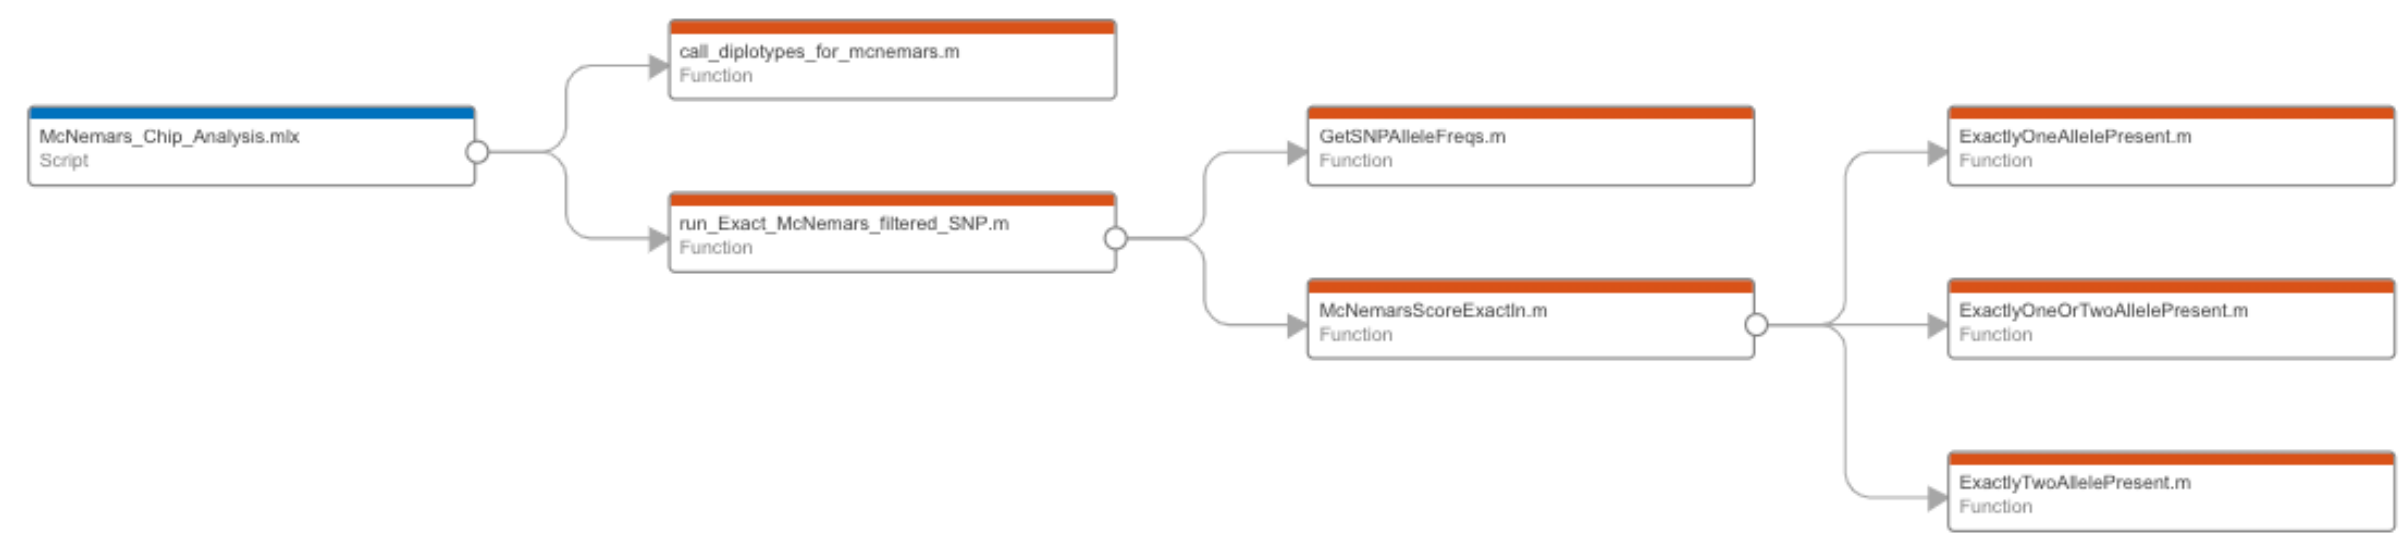 McNemars_Chip_Analysis.mlx
Script
call_diplotypes_for_mcnemars.m
Function
run_Exact_McNemars_filtered_SNP.m
Function
GetSNPAlleleFreqs.m
Function
McNemarsScoreExactIn.m
Function
ExactlyOneAllelePresent.m
Function
ExactlyOneOrTwoAllelePresent.m
Function
ExactlyTwoAllelePresent.m
Function